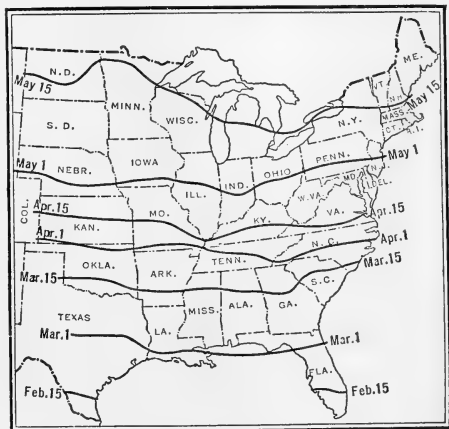 ME.
N.D.
VT.
N.H.
May 15
MINN.
May 15
WISC.
N.Y.
MASS.
CT.
R.I.
S.D.
May 1
IOWA
PENN.
May 1
NEBR.
OHIO
N.J.
ILL.
IND.
MD.
DEL.
W.VA.
COL.
Apr.15
MO.
KY.
VA.
Apr.15
KAN.
Apr.1
N.C.
Apr.1
TENN.
OKLA.
ARK.
Mar.15
Mar.15
S.C.
MISS.
ALA.
GA.
TEXAS
LA.
Mar.1
Mar.1
FLA.
Feb.15
Feb.15